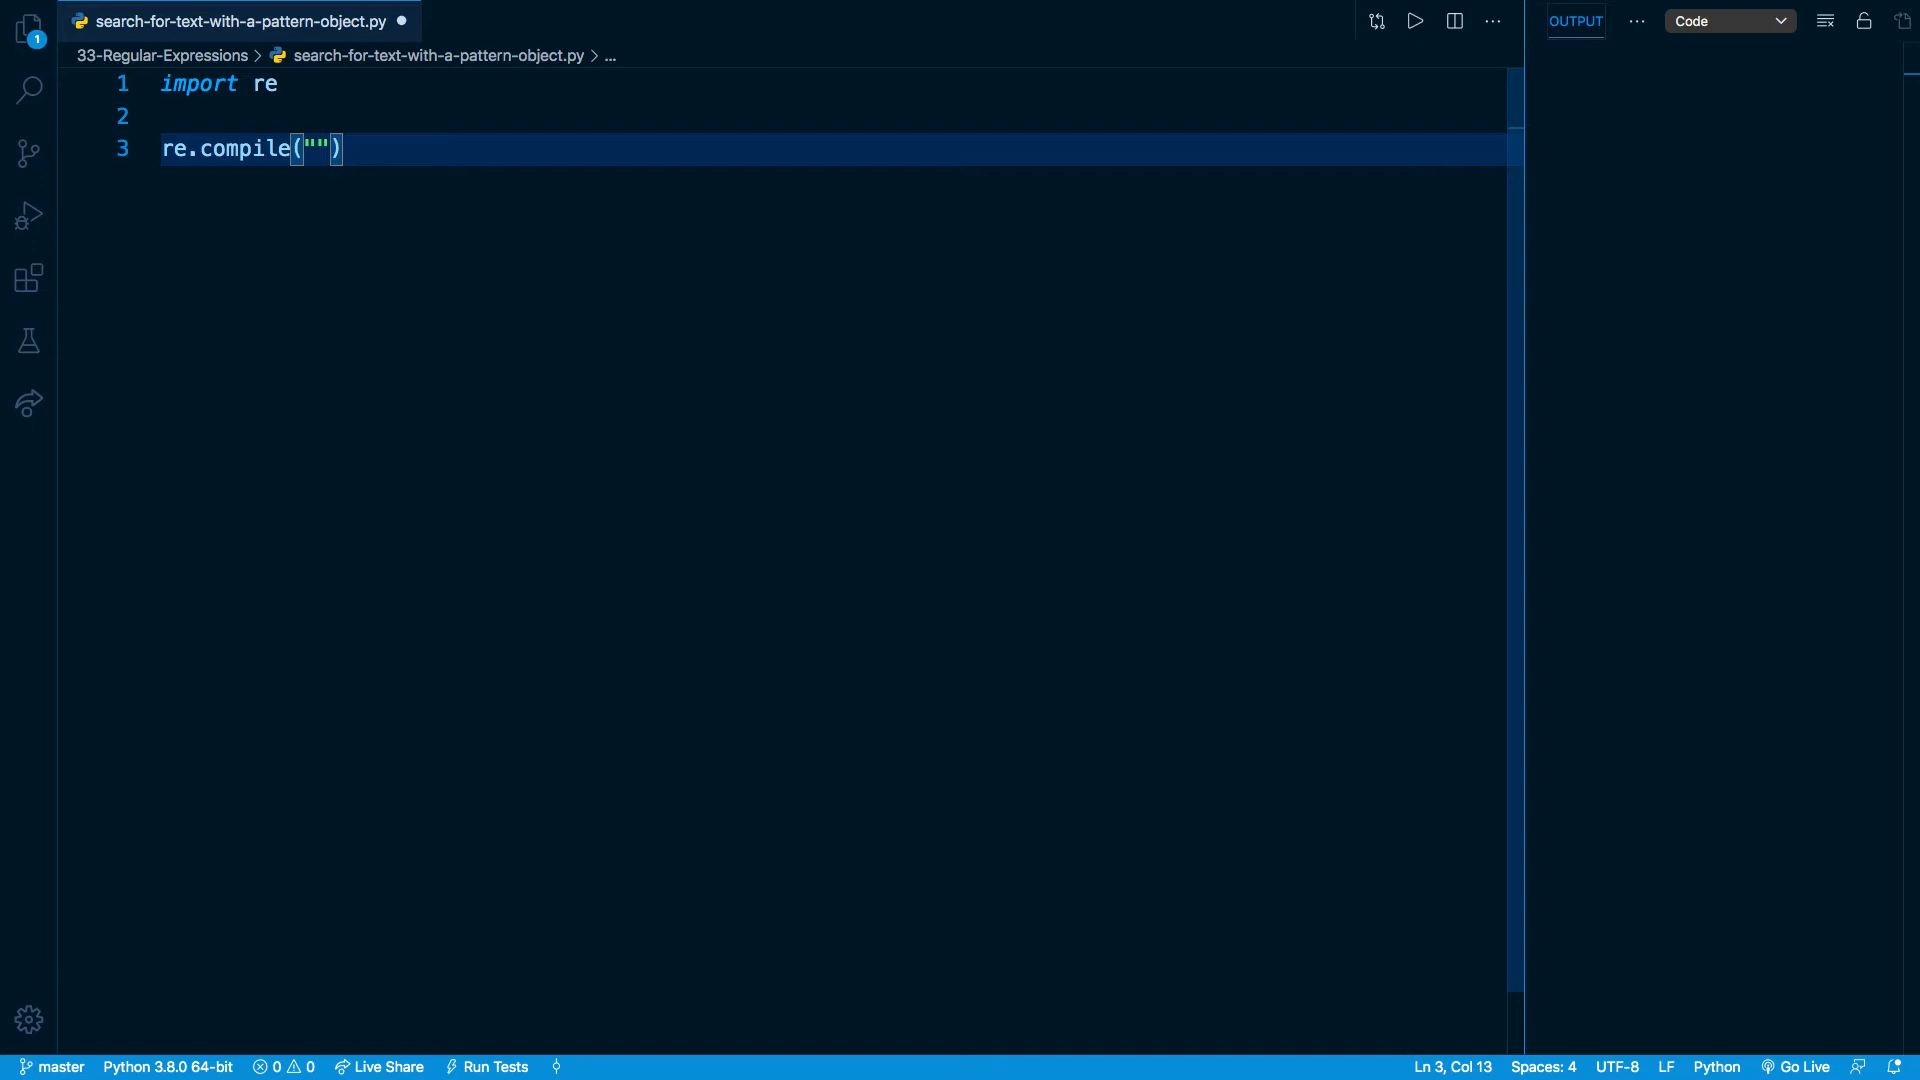 search-for-text-with-a-pattern-object.py
OUTPUT
Code
33-Regular-Expressions > search-for-text-with-a-pattern-object.py > ...
1
1 import re
2
3 re.compile("")
master Python 3.8.0 64-bit 0 0 Live Share Run Tests Ln 3, Col 13 Spaces: 4 UTF-8 LF Python Go Live